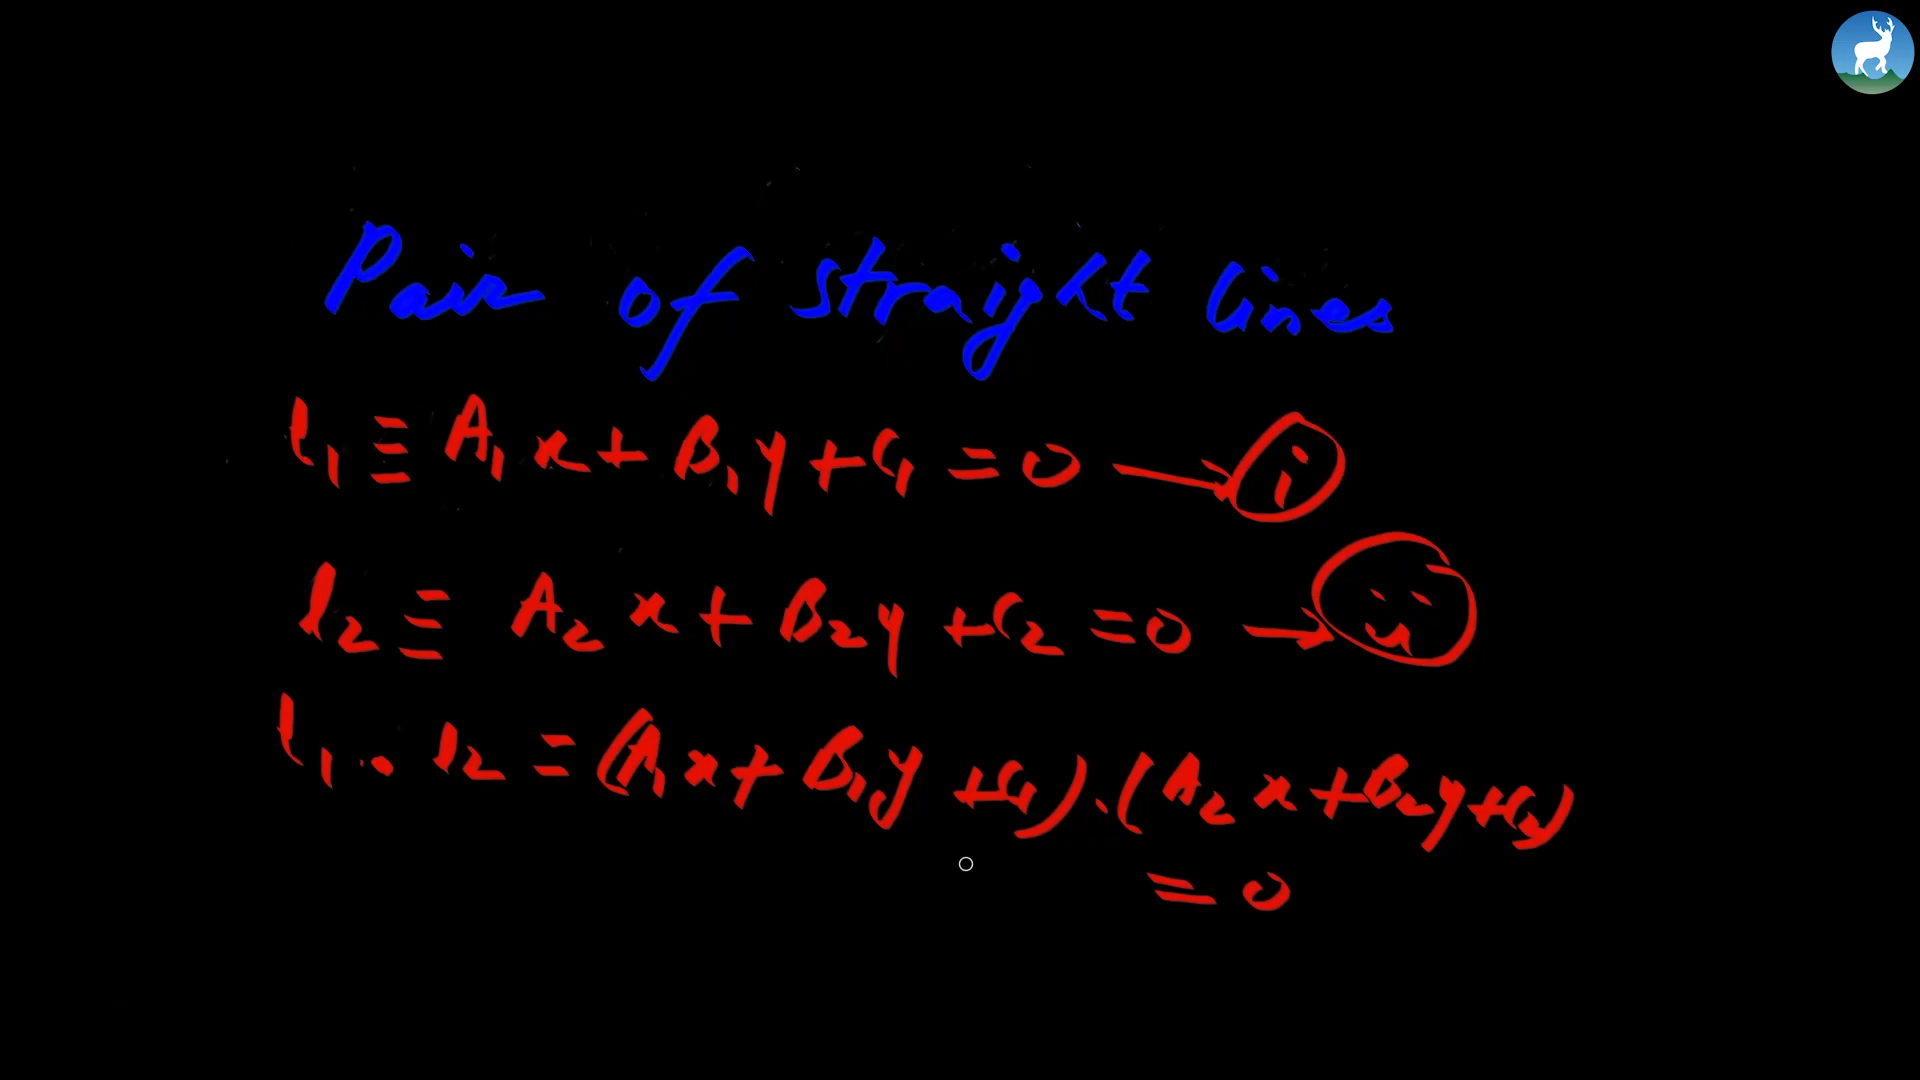 Pair of straight lines
l₁ ≡ A₁x + B₁y + C₁ = 0 → i
l₂ ≡ A₂x + B₂y + C₂ = 0 → ii
l₁ . l₂ = (A₁x + B₁y + C₁) . (A₂x + B₂y + C₂)
= 0